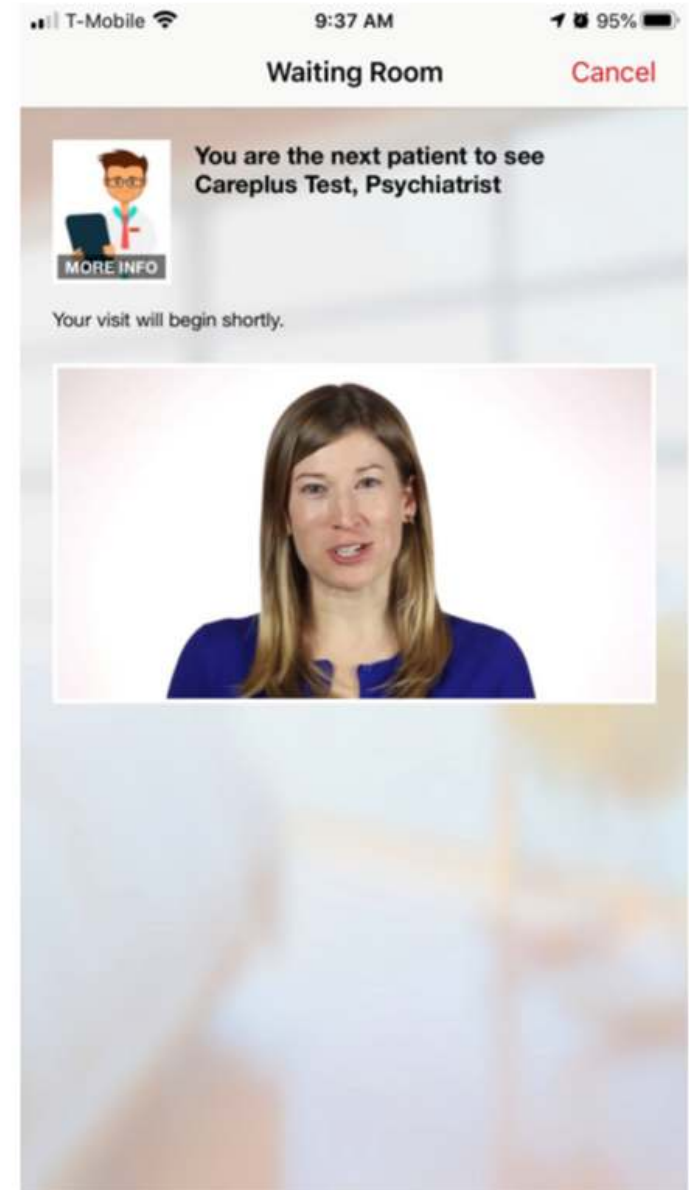 T-Mobile 9:37 AM 95%
Waiting Room Cancel
You are the next patient to see
Careplus Test, Psychiatrist
MORE INFO
Your visit will begin shortly.